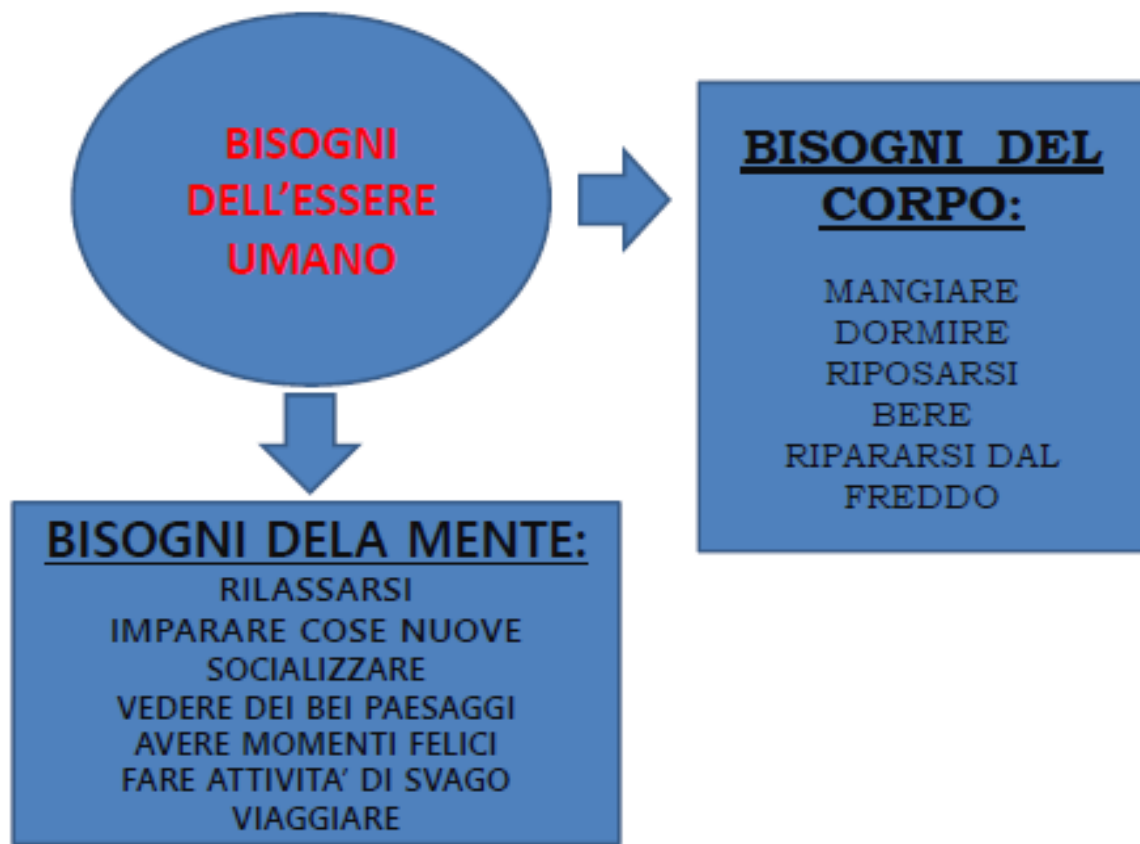 BISOGNI
DELL’ESSERE
UMANO
BISOGNI DEL
CORPO:
MANGIARE
DORMIRE
RIPOSARSI
BERE
RIPARARSI DAL
FREDDO
BISOGNI DELA MENTE:
RILASSARSI
IMPARARE COSE NUOVE
SOCIALIZZARE
VEDERE DEI BEI PAESAGGI
AVERE MOMENTI FELICI
FARE ATTIVITA’ DI SVAGO
VIAGGIARE